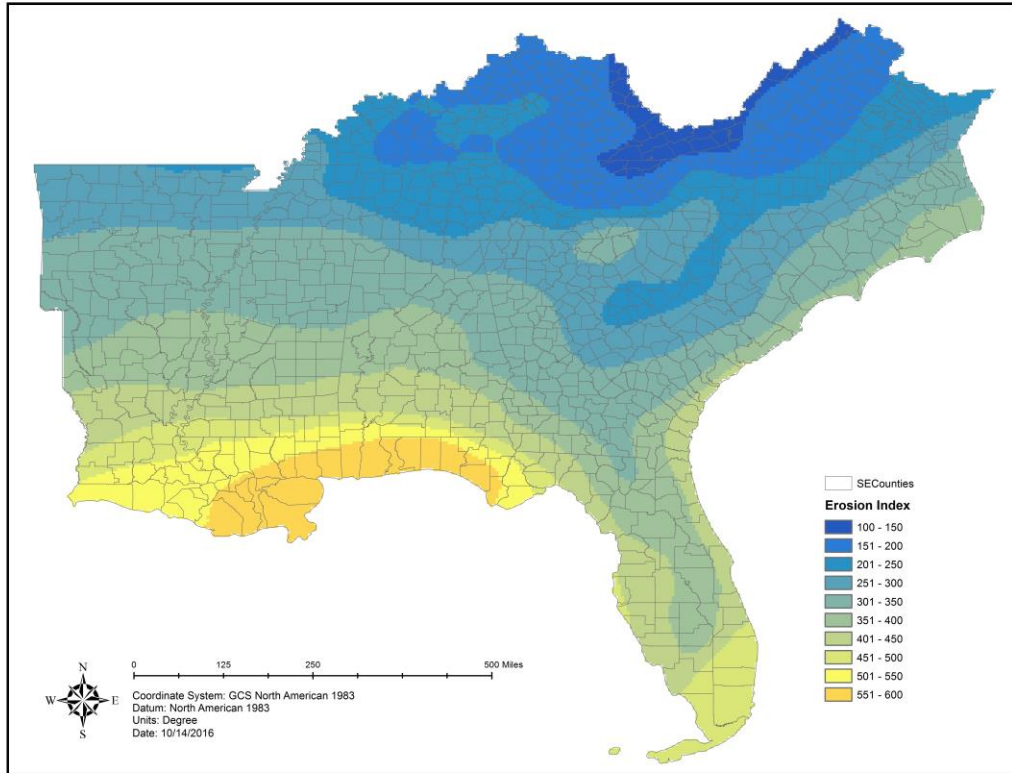 SECounties
Erosion Index
100 - 150
151 - 200
201 - 250
251 - 300
301 - 350
351 - 400
401 - 450
451 - 500
501 - 550
551 - 600
N
W E
S
0 125 250 500 Miles
Coordinate System: GCS North American 1983
Datum: North American 1983
Units: Degree
Date: 10/14/2016